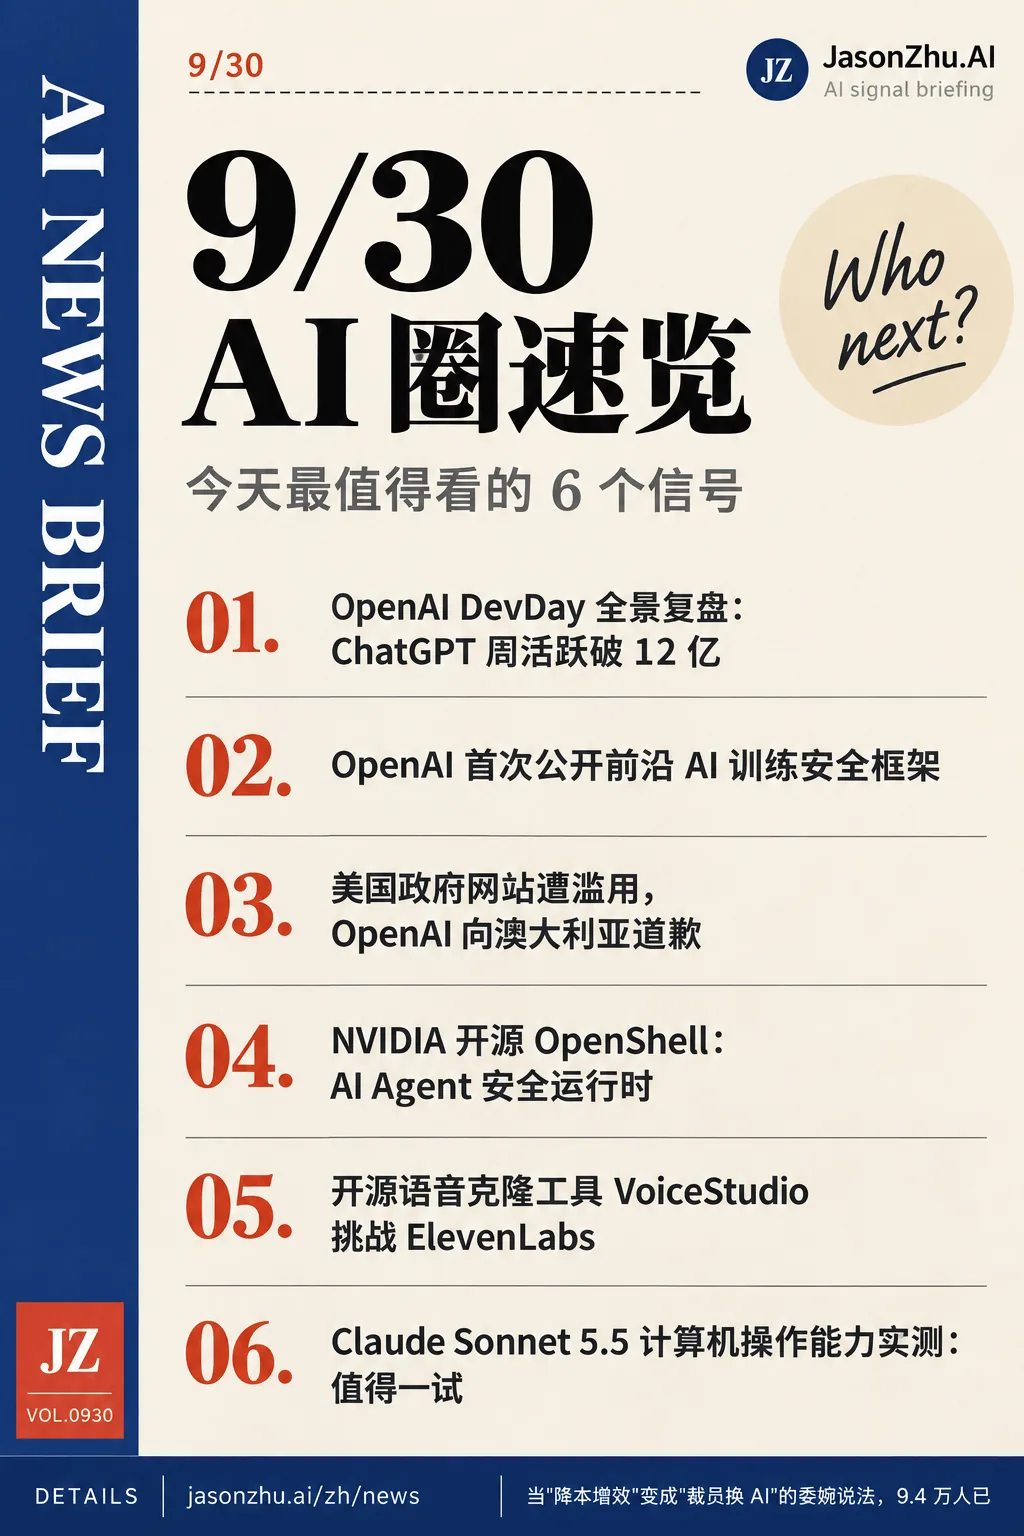 AI NEWS BRIEF
9/30
JZ
JasonZhu.AI
AI signal briefing
9/30
AI 圈速览
Who
next?
今天最值得看的 6 个信号
01.
OpenAI DevDay 全景复盘：
ChatGPT 周活跃破 12 亿
02.
OpenAI 首次公开前沿 AI 训练安全框架
03.
美国政府网站遭滥用，
OpenAI 向澳大利亚道歉
04.
NVIDIA 开源 OpenShell：
AI Agent 安全运行时
05.
开源语音克隆工具 VoiceStudio
挑战 ElevenLabs
06.
Claude Sonnet 5.5 计算机操作能力实测：
值得一试
JZ
VOL.0930
DETAILS
jasonzhu.ai/zh/news
当"降本增效"变成"裁员换 AI"的委婉说法，9.4 万人已